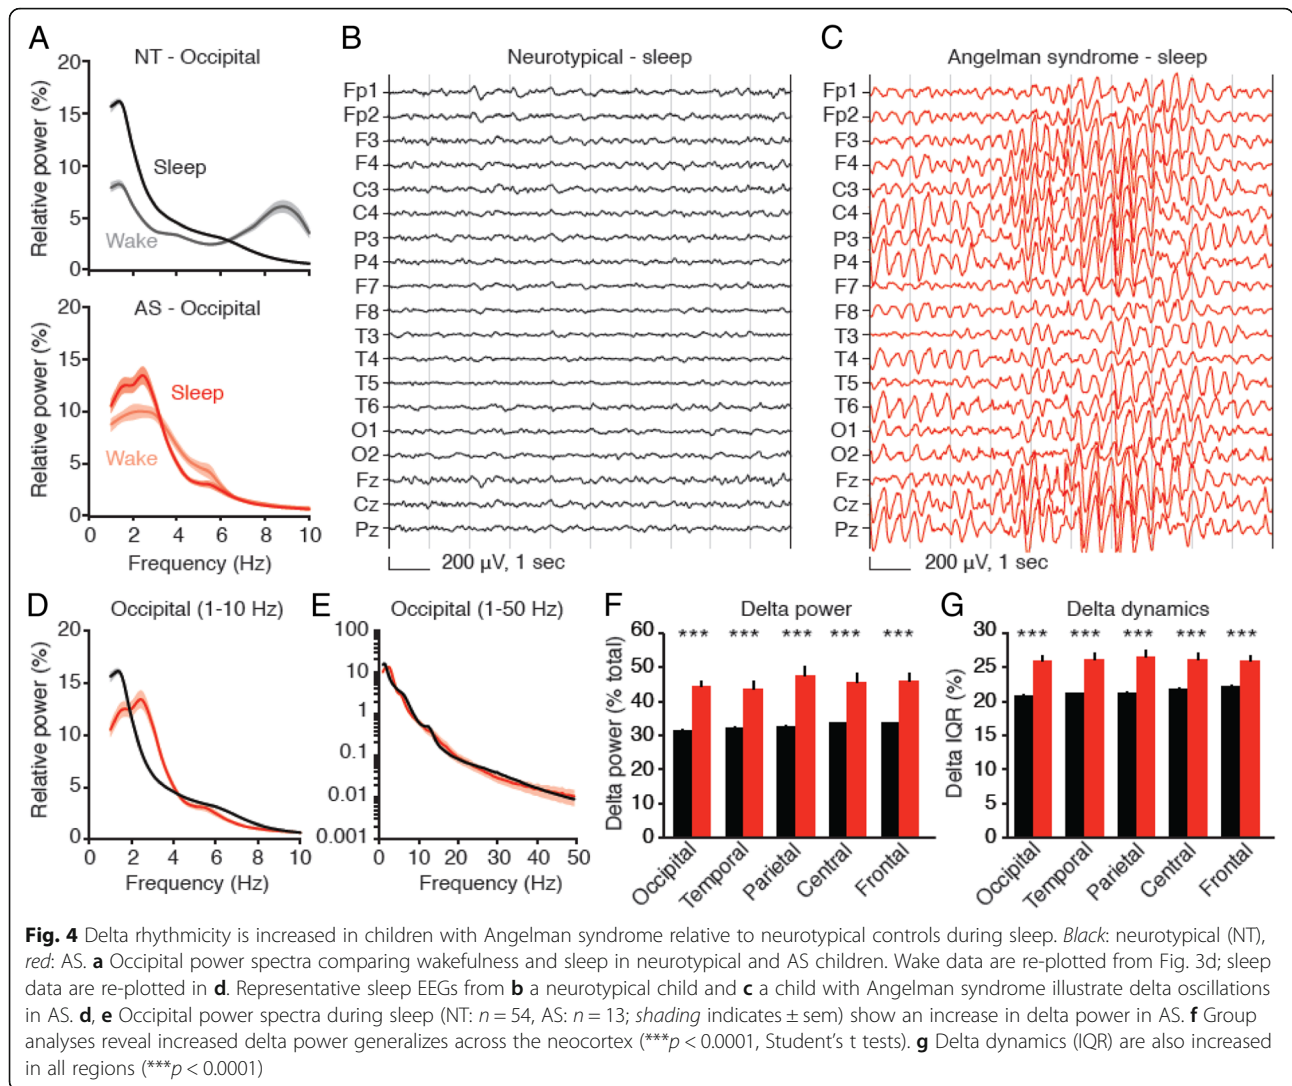 A
NT - Occipital
20
15
10
5
0
Relative power (%)
Sleep
Wake
2
4
6
8
10
AS - Occipital
20
15
10
5
0
Relative power (%)
Sleep
Wake
0
2
4
6
8
10
Frequency (Hz)
B
Neurotypical - sleep
Fp1
Fp2
F3
F4
C3
C4
P3
P4
F7
F8
T3
T4
T5
T6
O1
O2
Fz
Cz
Pz
200 µV, 1 sec
C
Angelman syndrome - sleep
Fp1
Fp2
F3
F4
C3
C4
P3
P4
F7
F8
T3
T4
T5
T6
O1
O2
Fz
Cz
Pz
200 µV, 1 sec
D
Occipital (1-10 Hz)
20
15
10
5
0
Relative power (%)
0
2
4
6
8
10
Frequency (Hz)
E
Occipital (1-50 Hz)
100
10
1
0.1
0.01
0.001
0
10
20
30
40
50
Frequency (Hz)
F
Delta power
60
50
40
30
20
10
0
Delta power (% total)
***
***
***
***
***
Occipital
Temporal
Parietal
Central
Frontal
G
Delta dynamics
30
25
20
15
10
5
0
Delta IQR (%)
***
***
***
***
***
Occipital
Temporal
Parietal
Central
Frontal
Fig. 4 Delta rhythmicity is increased in children with Angelman syndrome relative to neurotypical controls during sleep. Black: neurotypical (NT),
red: AS. a Occipital power spectra comparing wakefulness and sleep in neurotypical and AS children. Wake data are re-plotted from Fig. 3d; sleep
data are re-plotted in d. Representative sleep EEGs from b a neurotypical child and c a child with Angelman syndrome illustrate delta oscillations
in AS. d, e Occipital power spectra during sleep (NT: n = 54, AS: n = 13; shading indicates ± sem) show an increase in delta power in AS. f Group
analyses reveal increased delta power generalizes across the neocortex (***p < 0.0001, Student's t tests). g Delta dynamics (IQR) are also increased
in all regions (***p < 0.0001)